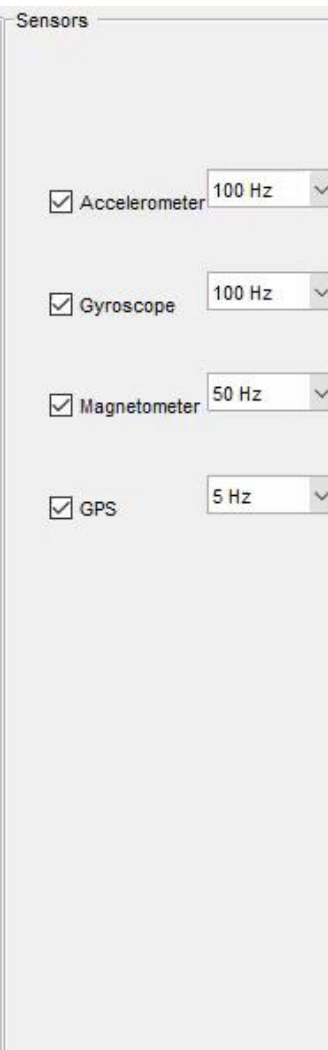 Sensors
Accelerometer 100 Hz
Gyroscope 100 Hz
Magnetometer 50 Hz
GPS 5 Hz